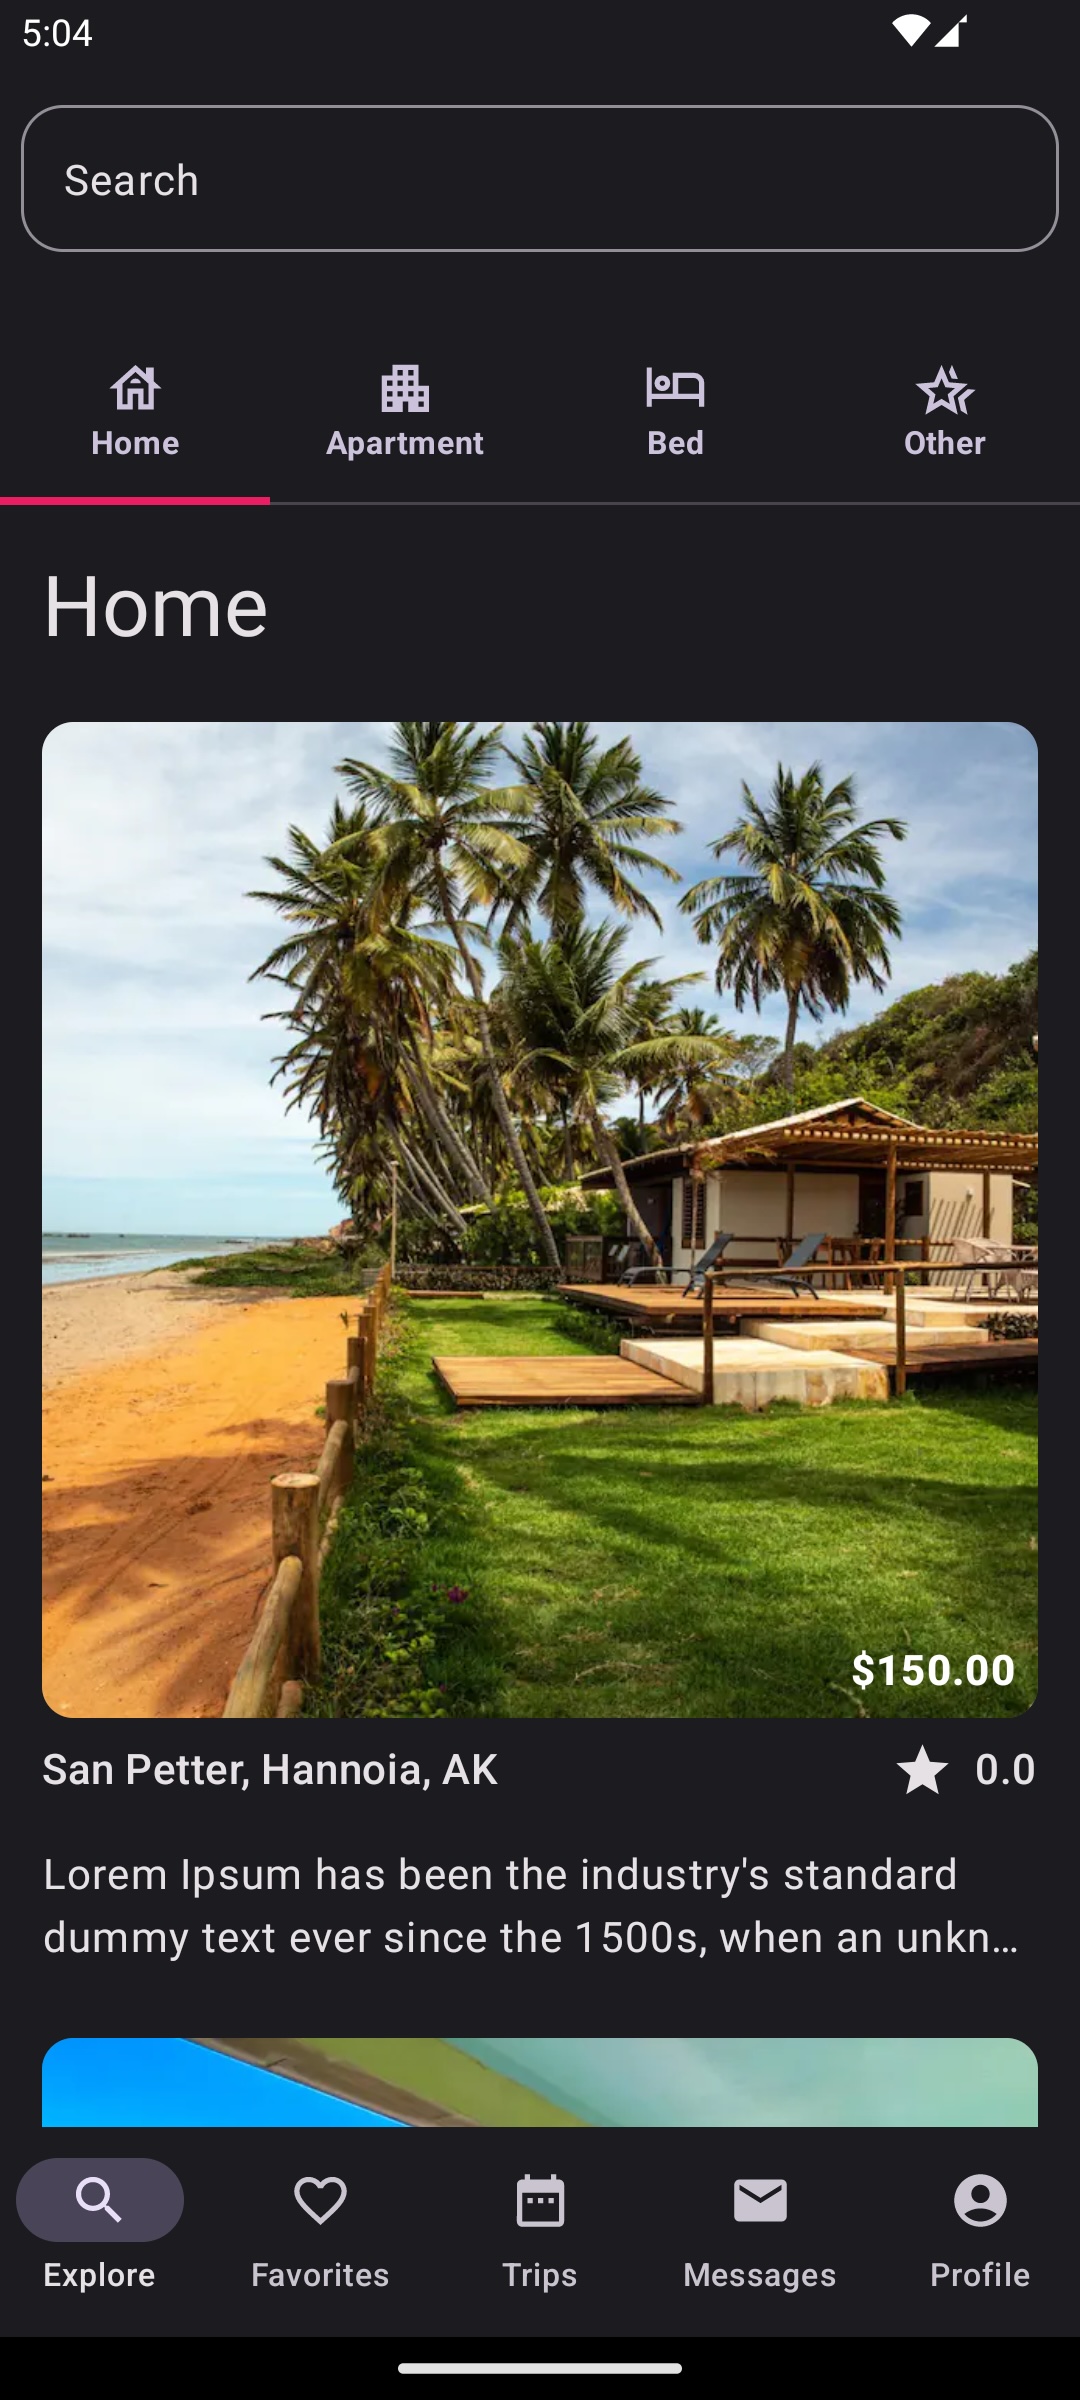 5:04
Search
Home
Apartment
Bed
Other
Home
$150.00
San Petter, Hannoia, AK
0.0
Lorem Ipsum has been the industry's standard
dummy text ever since the 1500s, when an unkn…
Explore
Favorites
Trips
Messages
Profile